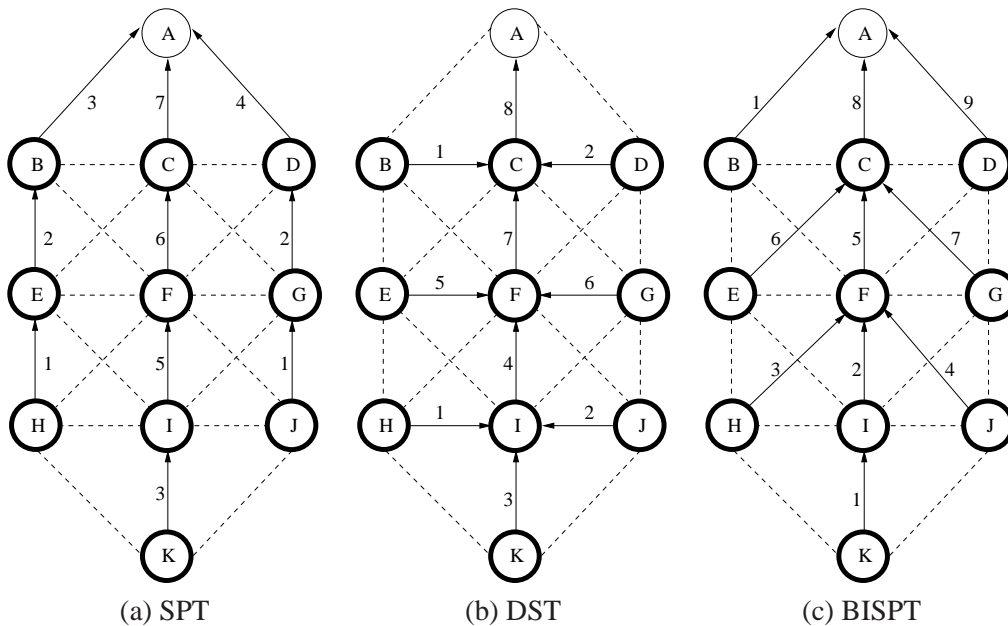 A A A
3 7 4 8 1 8 9
B C D B 1 C 2 D B C D
2 6 2 7 6 5 7
E F G E 5 F 6 G E F G
1 5 1 4 3 2 4
H I J H 1 I 2 J H I J
3 3 1
K K K
(a) SPT (b) DST (c) BISPT